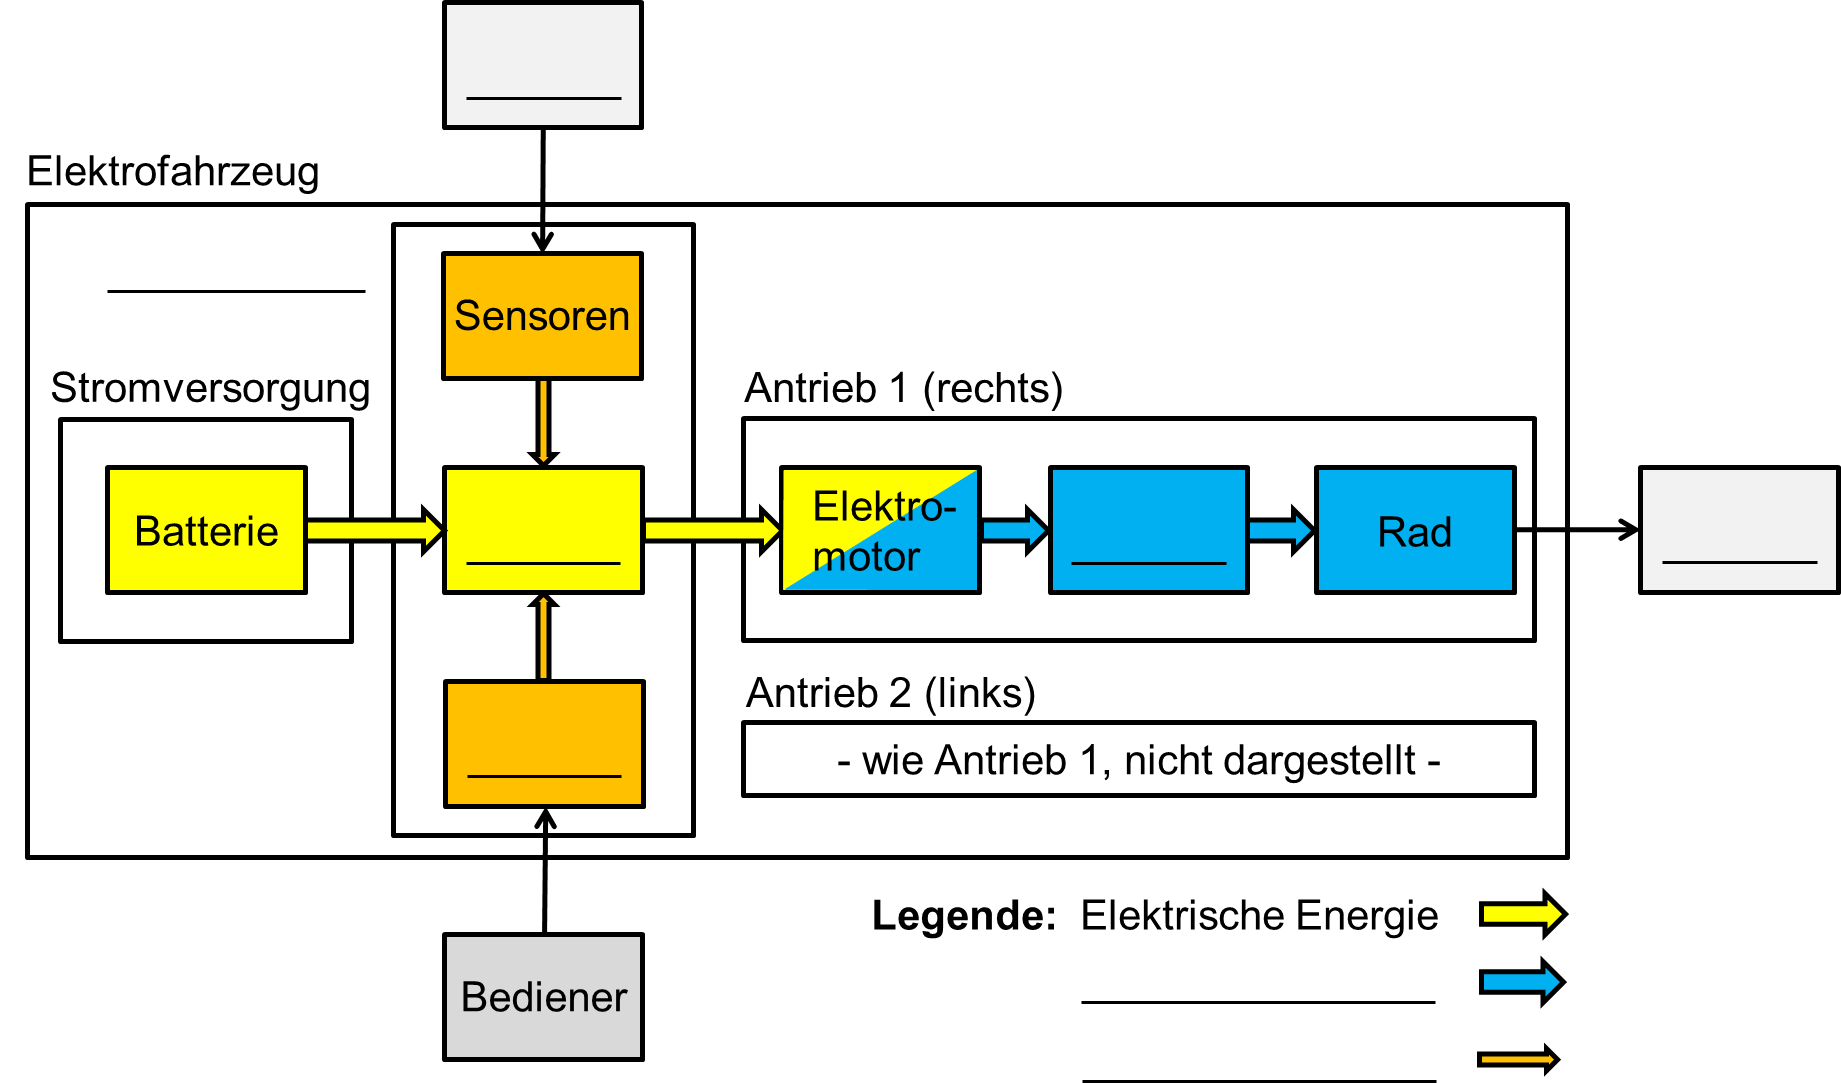 Elektrofahrzeug
Sensoren
Stromversorgung
Antrieb 1 (rechts)
Batterie
Elektro-
motor
Rad
Antrieb 2 (links)
- wie Antrieb 1, nicht dargestellt -
Legende: Elektrische Energie
Bediener